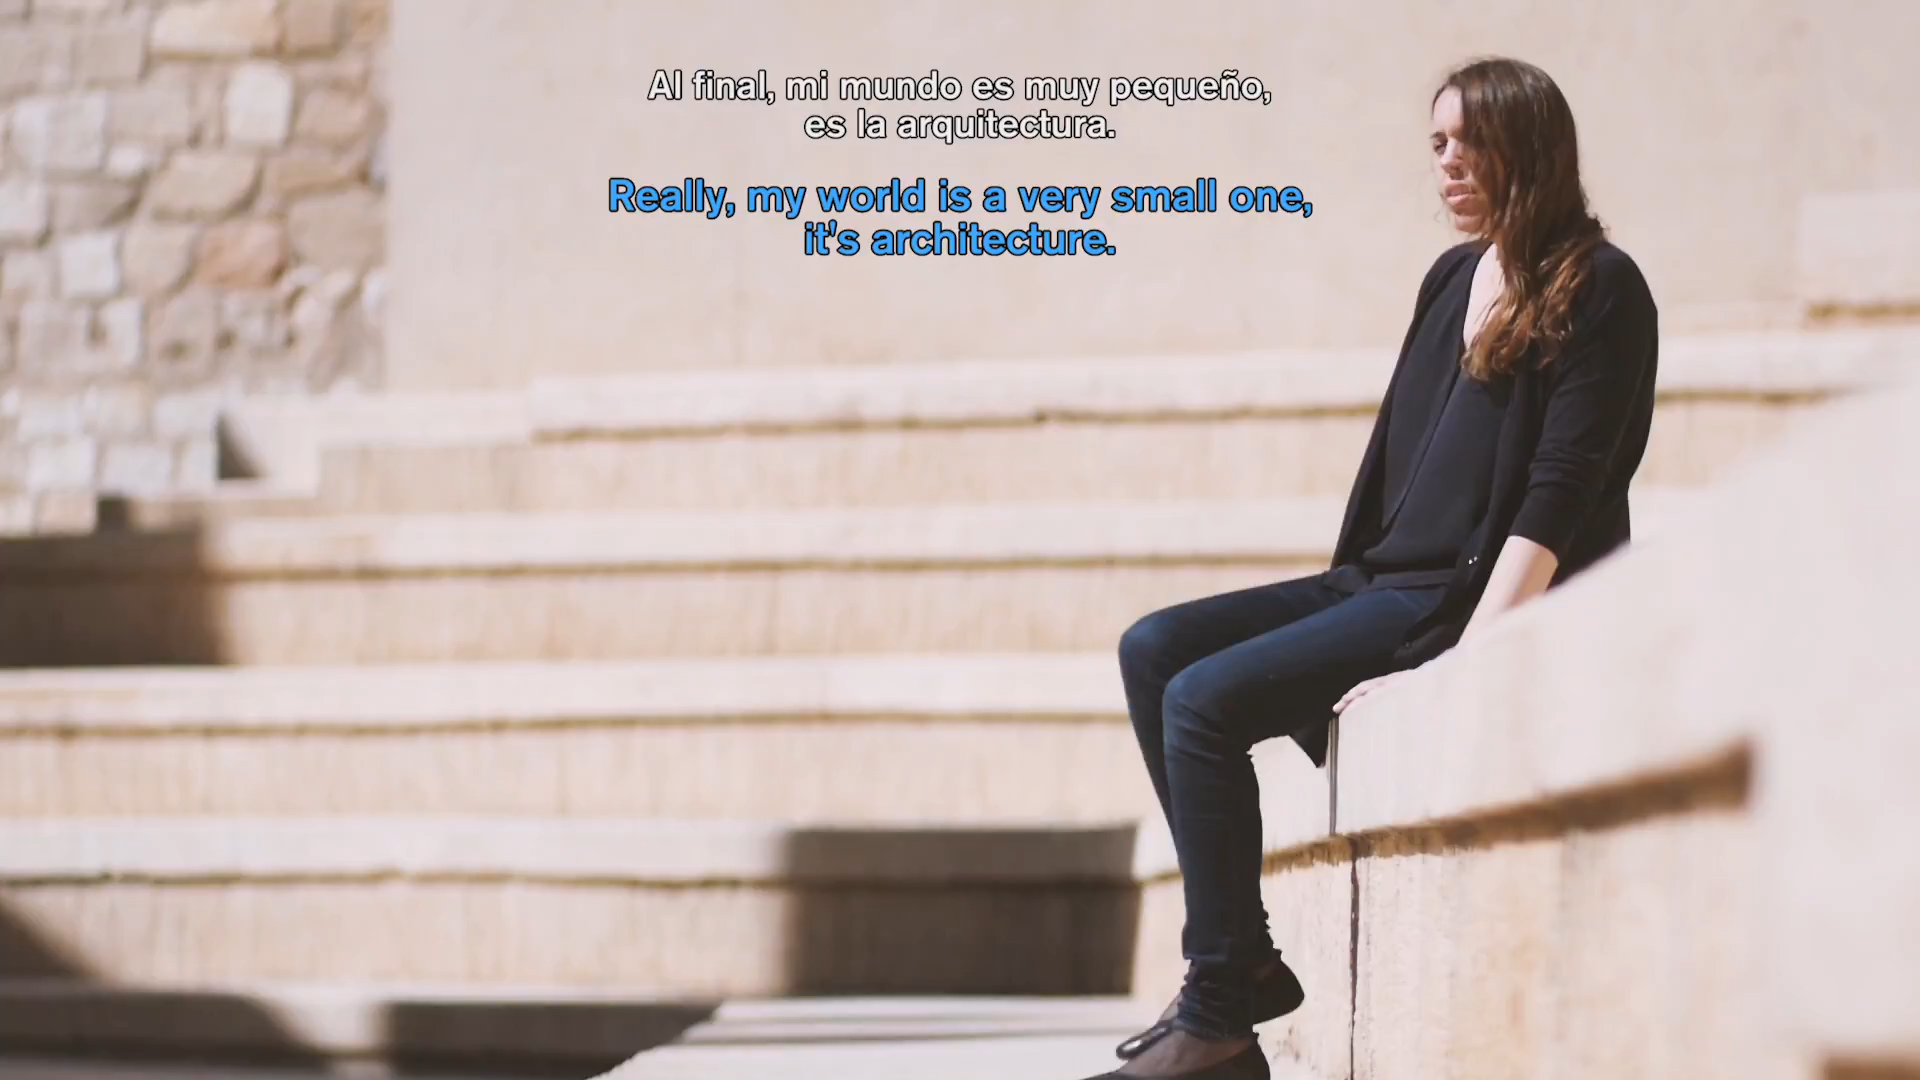 Al final, mi mundo es muy pequeño,
es la arquitectura.
Really, my world is a very small one,
it's architecture.